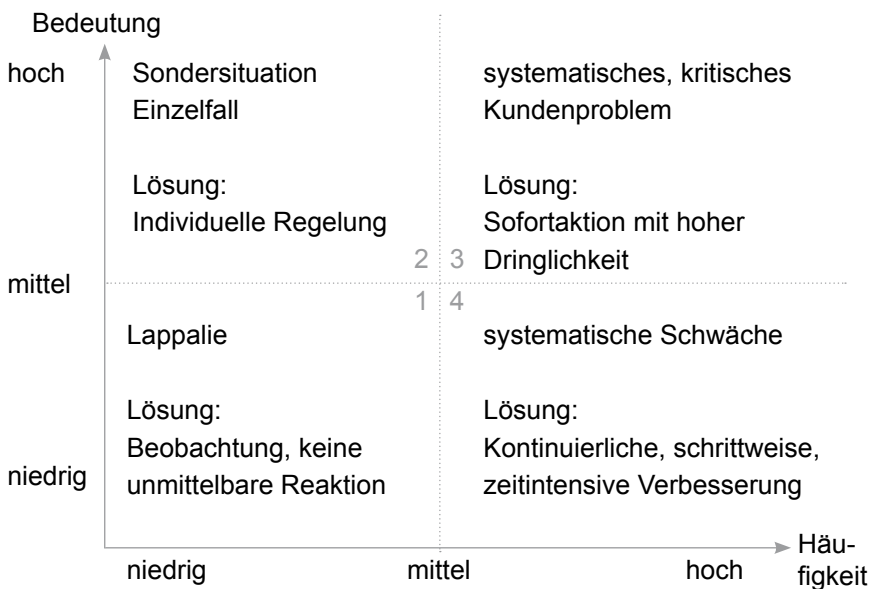 Bedeutung
hoch
Sondersituation
Einzelfall
Lösung:
Individuelle Regelung
systematisches, kritisches
Kundenproblem
Lösung:
Sofortaktion mit hoher
Dringlichkeit
2 3
mittel
1 4
Lappalie
Lösung:
Beobachtung, keine
unmittelbare Reaktion
systematische Schwäche
Lösung:
Kontinuierliche, schrittweise,
zeitintensive Verbesserung
niedrig
niedrig
mittel
hoch
Häu-
figkeit